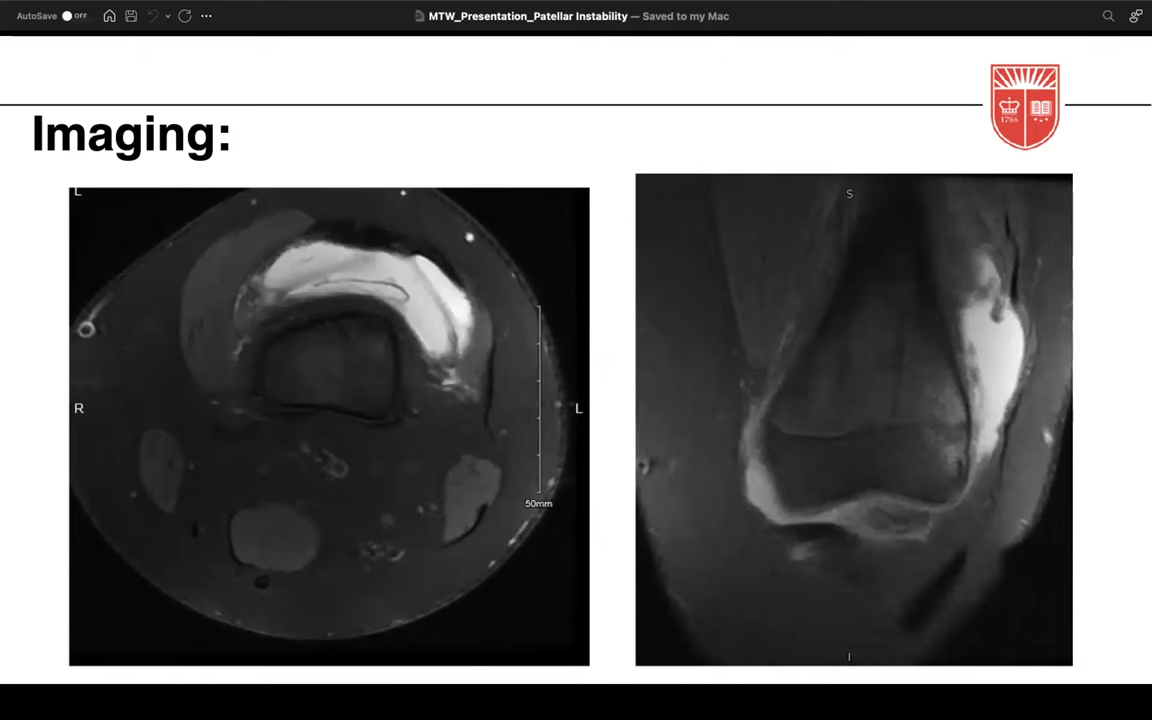 AutoSave OFF
MTW_Presentation_Patellar Instability — Saved to my Mac
1766
Imaging:
L
S
R
L
50mm
I